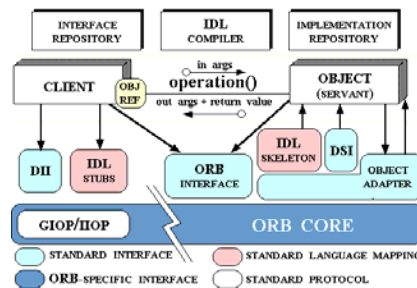 INTERFACE
REPOSITORY
IDL
COMPILER
IMPLEMENTATION
REPOSITORY
CLIENT
OBJ
REF
in args
operation()
out args + return value
OBJECT
(SERVANT)
DII
IDL
STUBS
ORB
INTERFACE
IDL
SKELETON
DSI
OBJECT
ADAPTER
GIOP/IIOP
ORB CORE
STANDARD INTERFACE
STANDARD LANGUAGE MAPPING
ORB-SPECIFIC INTERFACE
STANDARD PROTOCOL